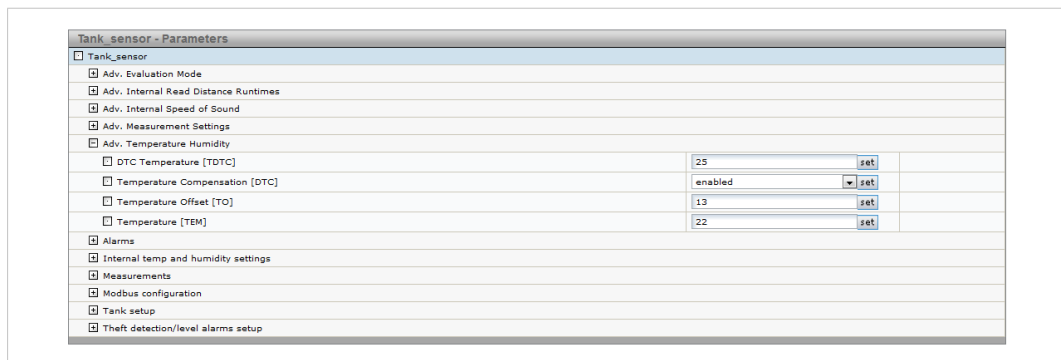 Tank_sensor - Parameters
Tank_sensor
Adv. Evaluation Mode
Adv. Internal Read Distance Runtimes
Adv. Internal Speed of Sound
Adv. Measurement Settings
Adv. Temperature Humidity
DTC Temperature [TDTC] 25 set
Temperature Compensation [DTC] enabled set
Temperature Offset [TO] 13 set
Temperature [TEM] 22 set
Alarms
Internal temp and humidity settings
Measurements
Modbus configuration
Tank setup
Theft detection/level alarms setup